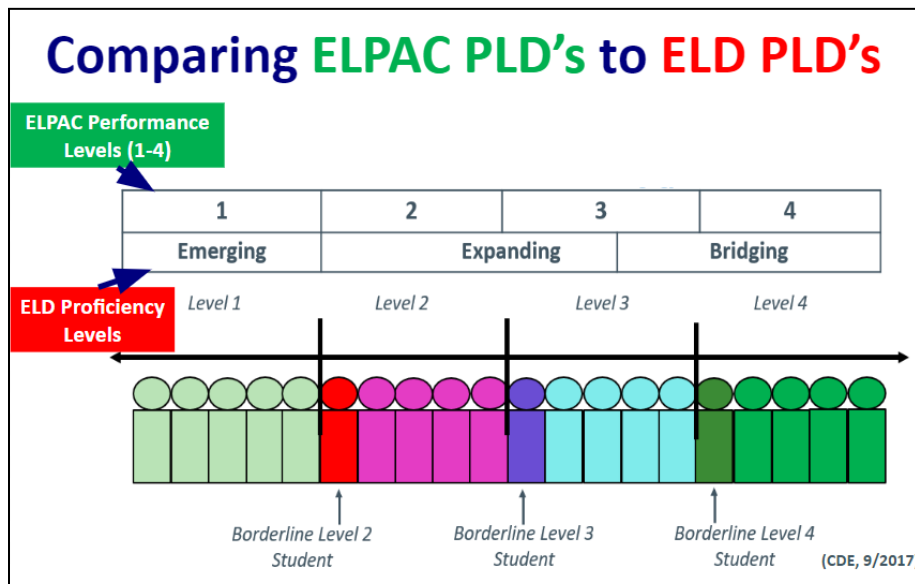 Comparing ELPAC PLD's to ELD PLD's
ELPAC Performance
Levels (1-4)
1 2 3 4
Emerging Expanding Bridging
ELD Proficiency
Levels
Level 1 Level 2 Level 3 Level 4
Borderline Level 2
Student
Borderline Level 3
Student
Borderline Level 4
Student
(CDE, 9/2017